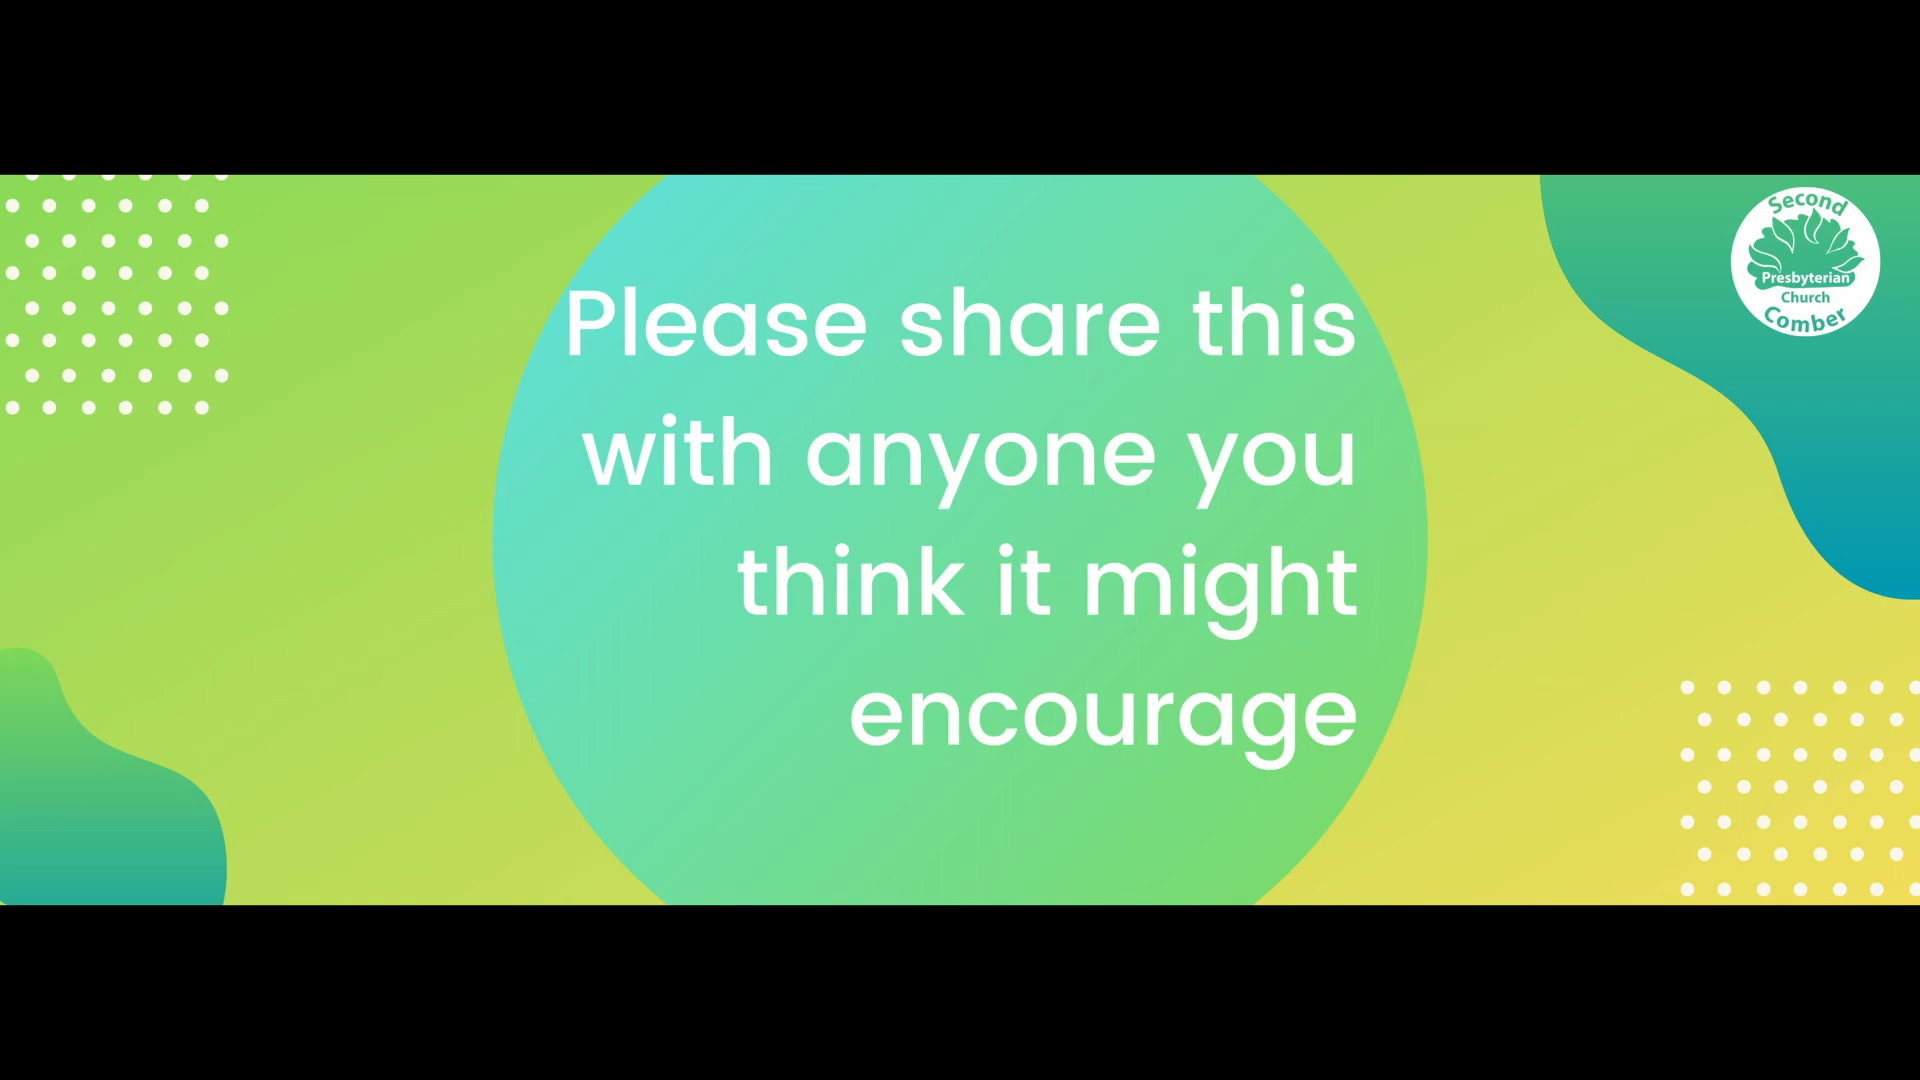 Please share this
with anyone you
think it might
encourage
Second
Presbyterian
Church
Comber